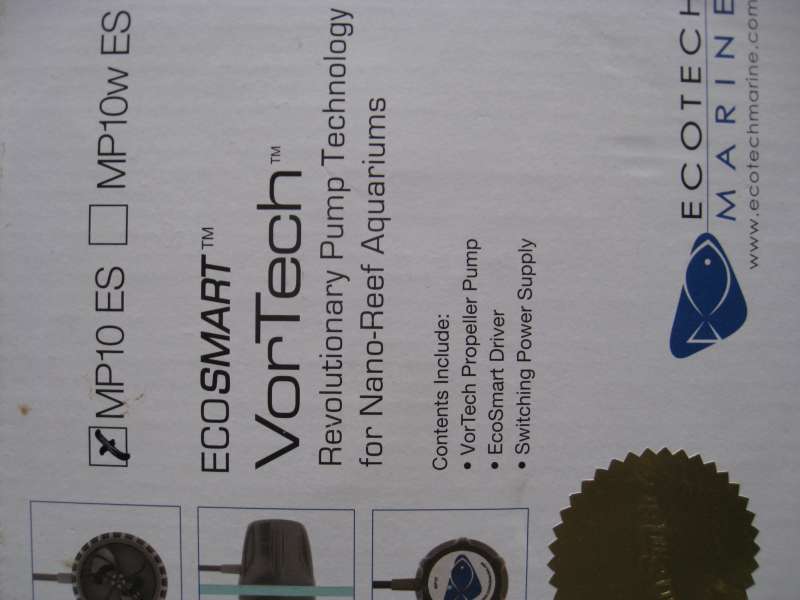 MP10 ES MP10w ES
ECOSMART™
VorTech™
Revolutionary Pump Technology
for Nano-Reef Aquariums
Contents Include:
• VorTech Propeller Pump
• EcoSmart Driver
• Switching Power Supply
ECOTECH
MARINE
www.ecotechmarine.com